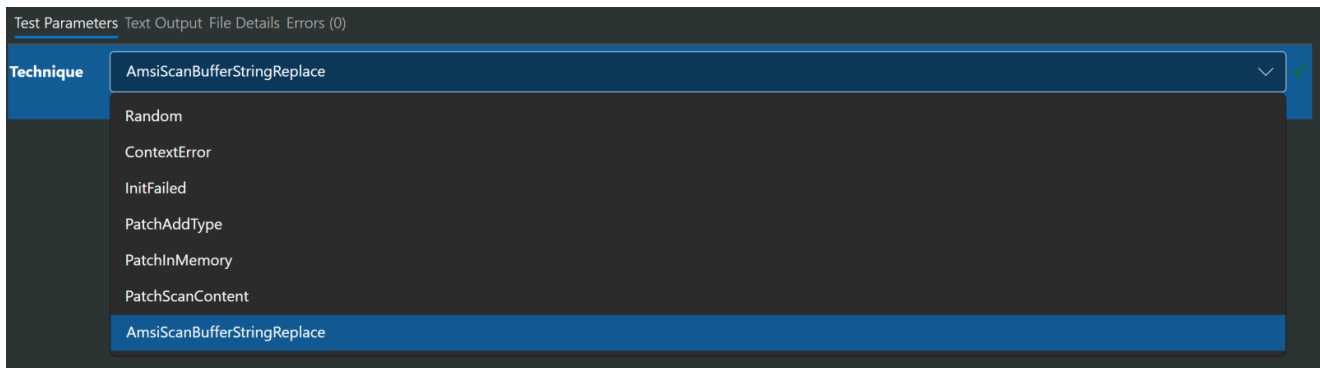 Test Parameters Text Output File Details Errors (0)
Technique AmsiScanBufferStringReplace
Random
ContextError
InitFailed
PatchAddType
PatchInMemory
PatchScanContent
AmsiScanBufferStringReplace